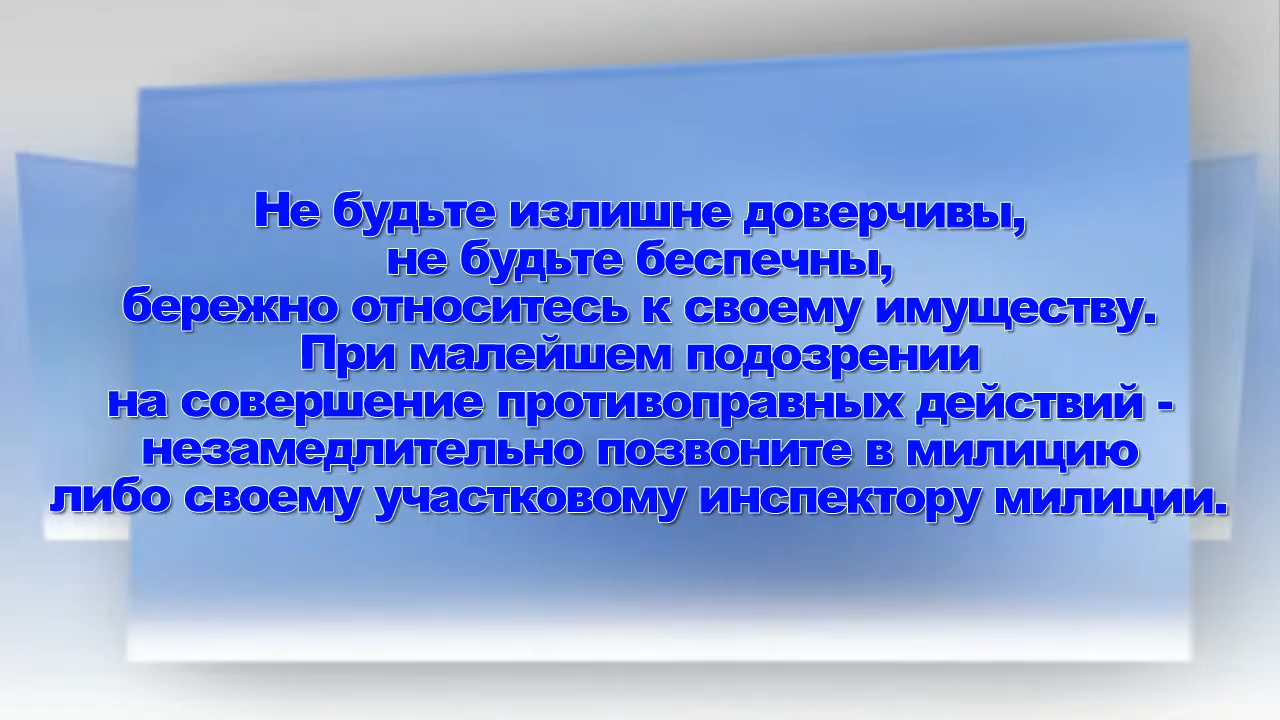 Не будьте излишне доверчивы,
не будьте беспечны,
бережно относитесь к своему имуществу.
При малейшем подозрении
на совершение противоправных действий -
незамедлительно позвоните в милицию
либо своему участковому инспектору милиции.